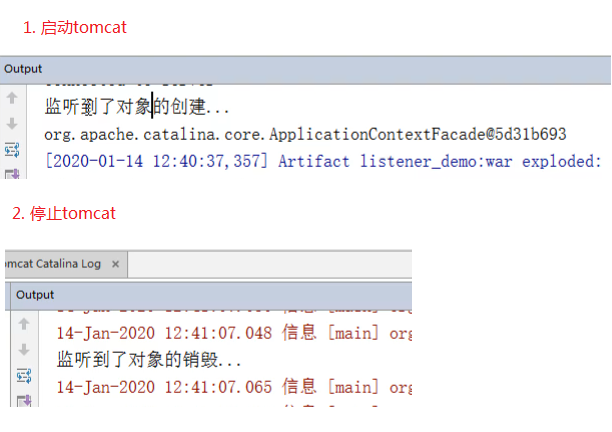 1. 启动tomcat
Output
监听到了对象的创建...
org.apache.catalina.core.ApplicationContextFacade@5d31b693
[2020-01-14 12:40:37,357] Artifact listener_demo:war exploded:
2. 停止tomcat
mcat Catalina Log ×
Output
14-Jan-2020 12:41:07.048 信息 [main] org
监听到了对象的销毁...
14-Jan-2020 12:41:07.065 信息 [main] org